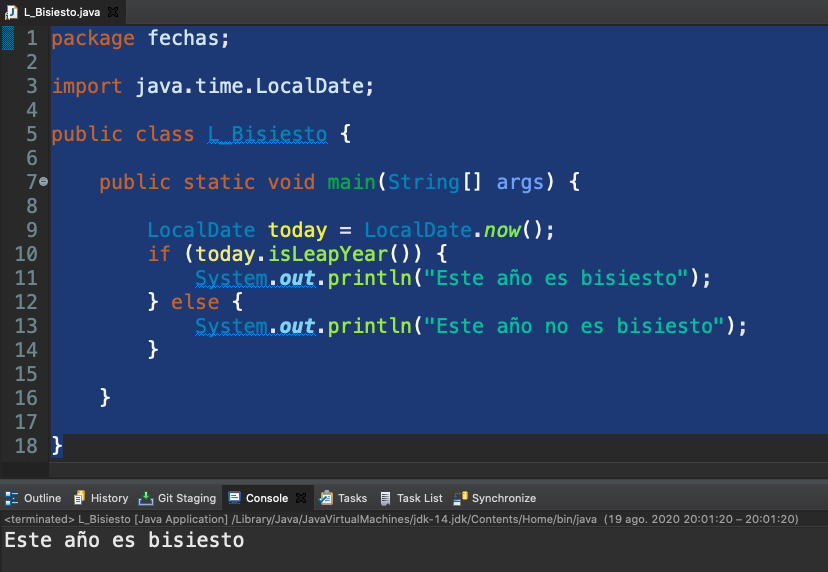 L_Bisiesto.java
1 package fechas;
2
3 import java.time.LocalDate;
4
5 public class L_Bisiesto {
6
7 public static void main(String[] args) {
8
9 LocalDate today = LocalDate.now();
10 if (today.isLeapYear()) {
11 System.out.println("Este año es bisiesto");
12 } else {
13 System.out.println("Este año no es bisiesto");
14 }
15
16 }
17
18 }
Outline History Git Staging Console Tasks Task List Synchronize
<terminated> L_Bisiesto [Java Application] /Library/Java/JavaVirtualMachines/jdk-14.jdk/Contents/Home/bin/java (19 ago. 2020 20:01:20 – 20:01:20)
Este año es bisiesto